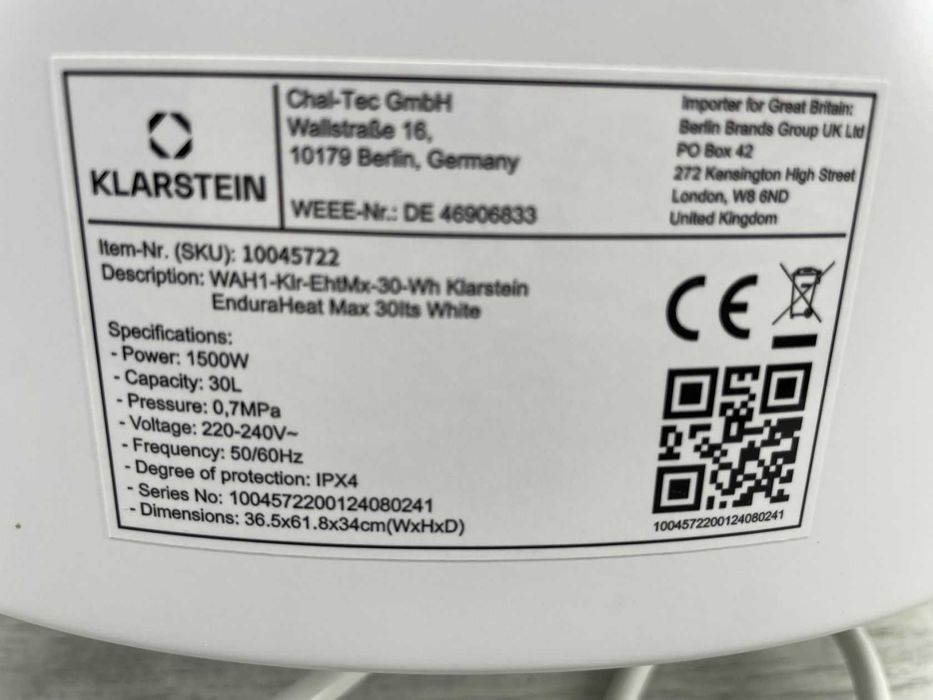 KLARSTEIN
Chal-Tec GmbH
Wallstraße 16,
10179 Berlin, Germany
WEEE-Nr.: DE 46906833
Importer for Great Britain:
Berlin Brands Group UK Ltd
PO Box 42
272 Kensington High Street
London, W8 6ND
United Kingdom
Item-Nr. (SKU): 10045722
Description: WAH1-Klr-EhtMx-30-Wh Klarstein
EnduraHeat Max 30lts White
Specifications:
- Power: 1500W
- Capacity: 30L
- Pressure: 0,7MPa
- Voltage: 220-240V~
- Frequency: 50/60Hz
- Degree of protection: IPX4
- Series No: 1004572200124080241
- Dimensions: 36.5x61.8x34cm(WxHxD)
CE
1004572200124080241